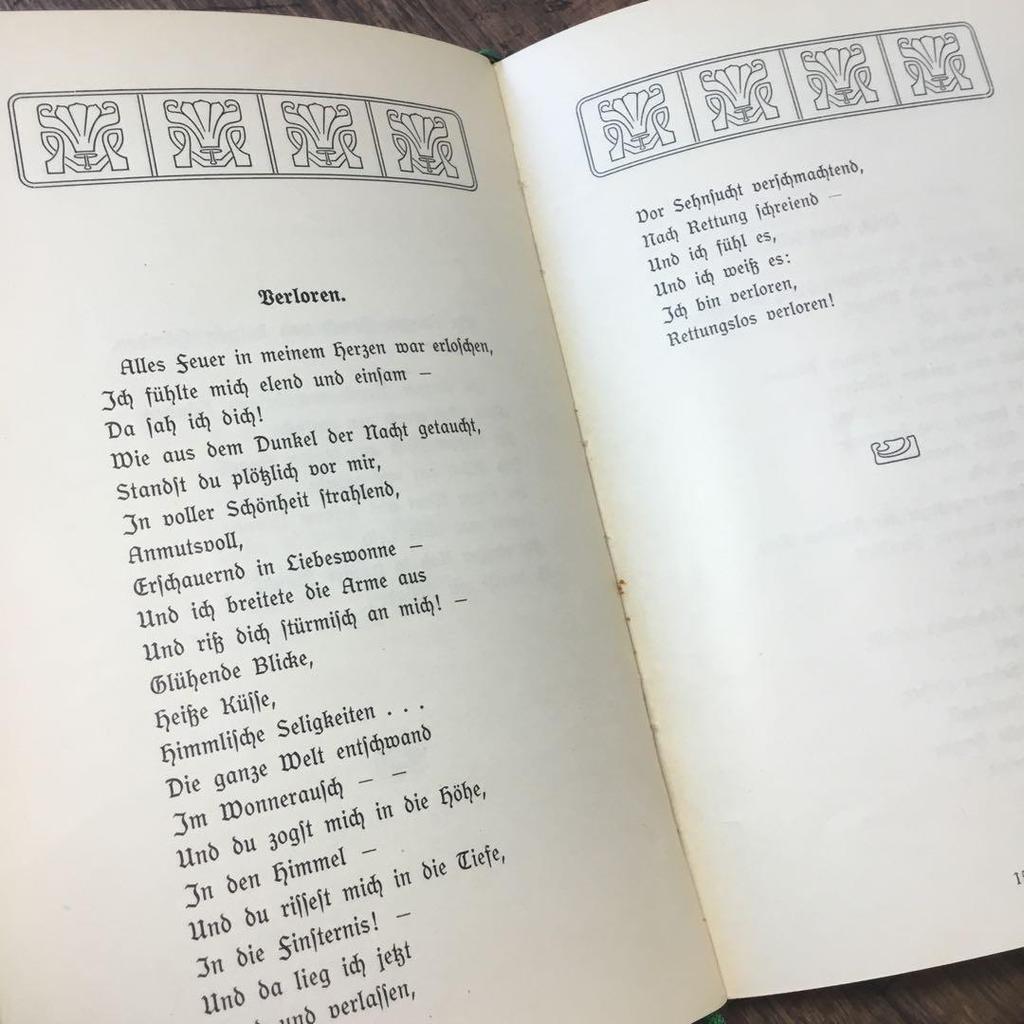 Verloren.
Alles Feuer in meinem Herzen war erloſchen,
Ich fühlte mich elend und einſam —
Da ſah ich dich!
Wie aus dem Dunkel der Nacht getaucht,
Standſt du plötzlich vor mir,
In voller Schönheit ſtrahlend,
Anmutsvoll,
Erſchauernd in Liebeswonne —
Und ich breitete die Arme aus
Und riß dich ſtürmiſch an mich! —
Glühende Blicke,
Heiße Küſſe,
Himmliſche Seligkeiten . . .
Die ganze Welt entſchwand
Im Wonnerauſch — —
Und du zogſt mich in die Höhe,
In den Himmel —
Und du riſſeſt mich in die Tiefe,
In die Finſternis! —
Und da lieg ich jetzt
und verlaſſen,
Vor Sehnſucht verſchmachtend,
Nach Rettung ſchreiend —
Und ich fühl es,
Und ich weiß es:
Ich bin verloren,
Rettungslos verloren!